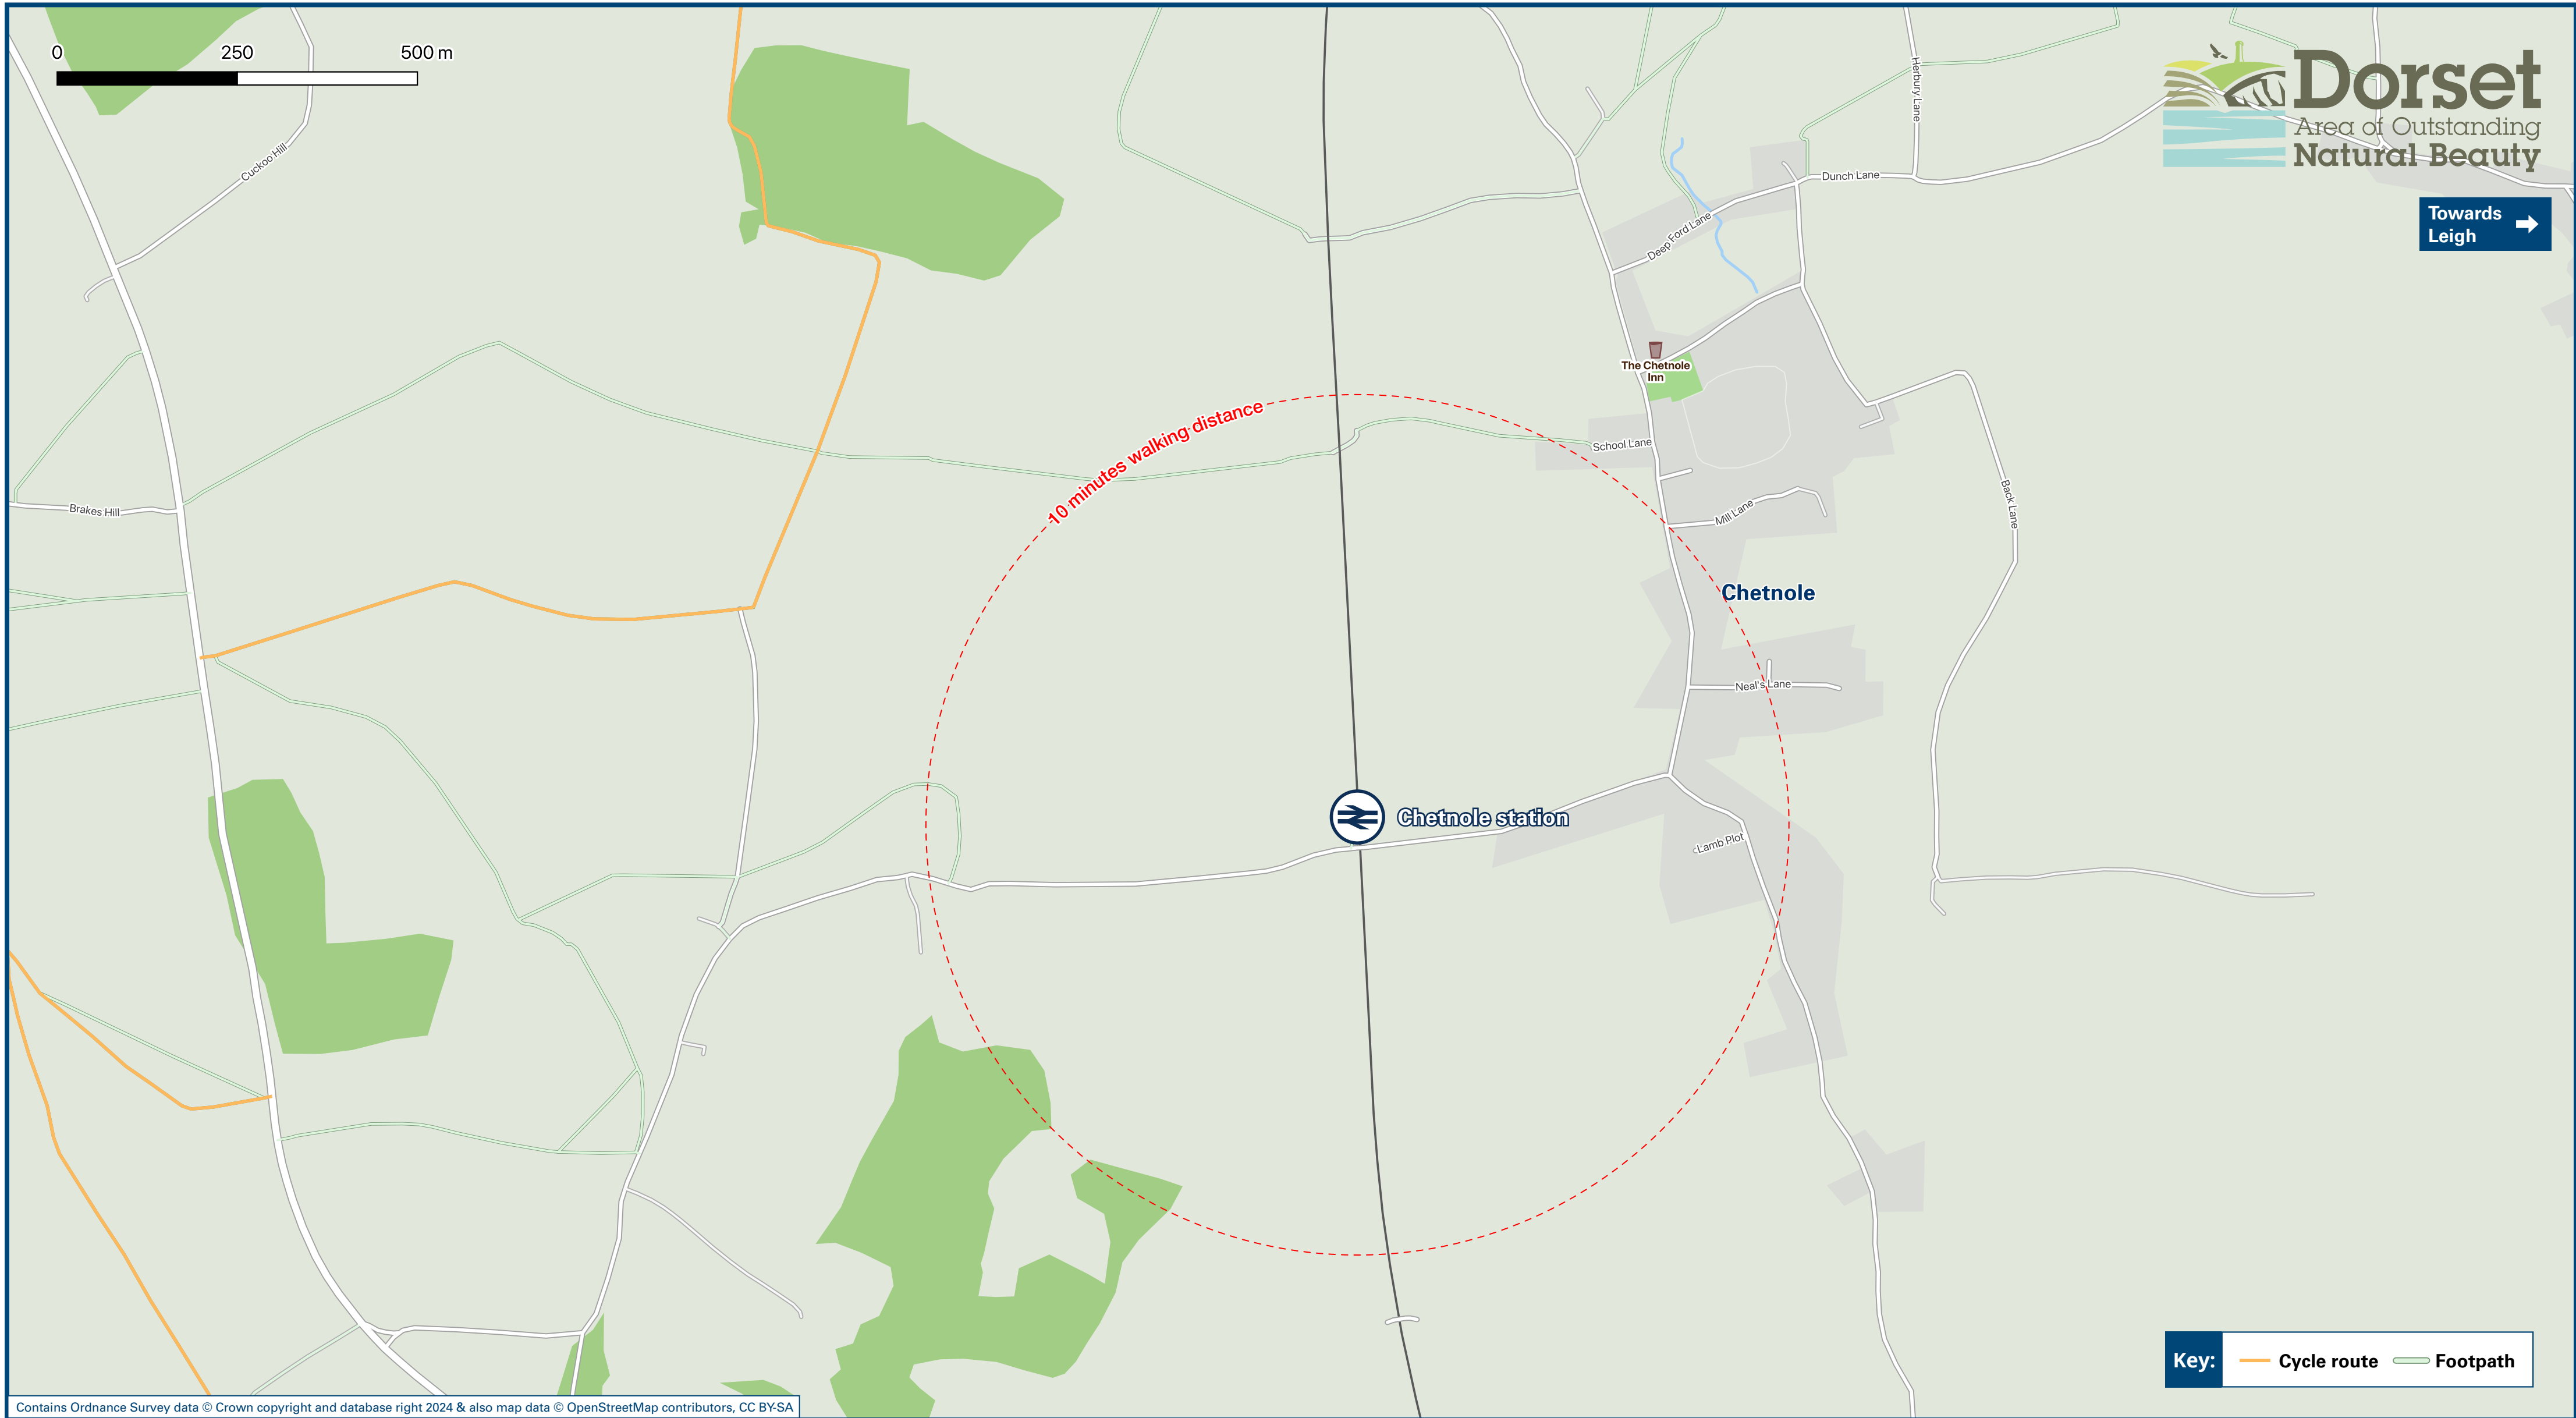 0 250 500 m
Dorset
Area of Outstanding
Natural Beauty
Towards
Leigh
Cuckoo Hill
Herbury Lane
Dunch Lane
Deep Ford Lane
The Chetnole
Inn
10 minutes walking distance
School Lane
Brakes Hill
Mill Lane
Back Lane
Chetnole
Neal's Lane
Chetnole station
Lamb Plot
Key: Cycle route Footpath
Contains Ordnance Survey data © Crown copyright and database right 2024 & also map data © OpenStreetMap contributors, CC BY-SA